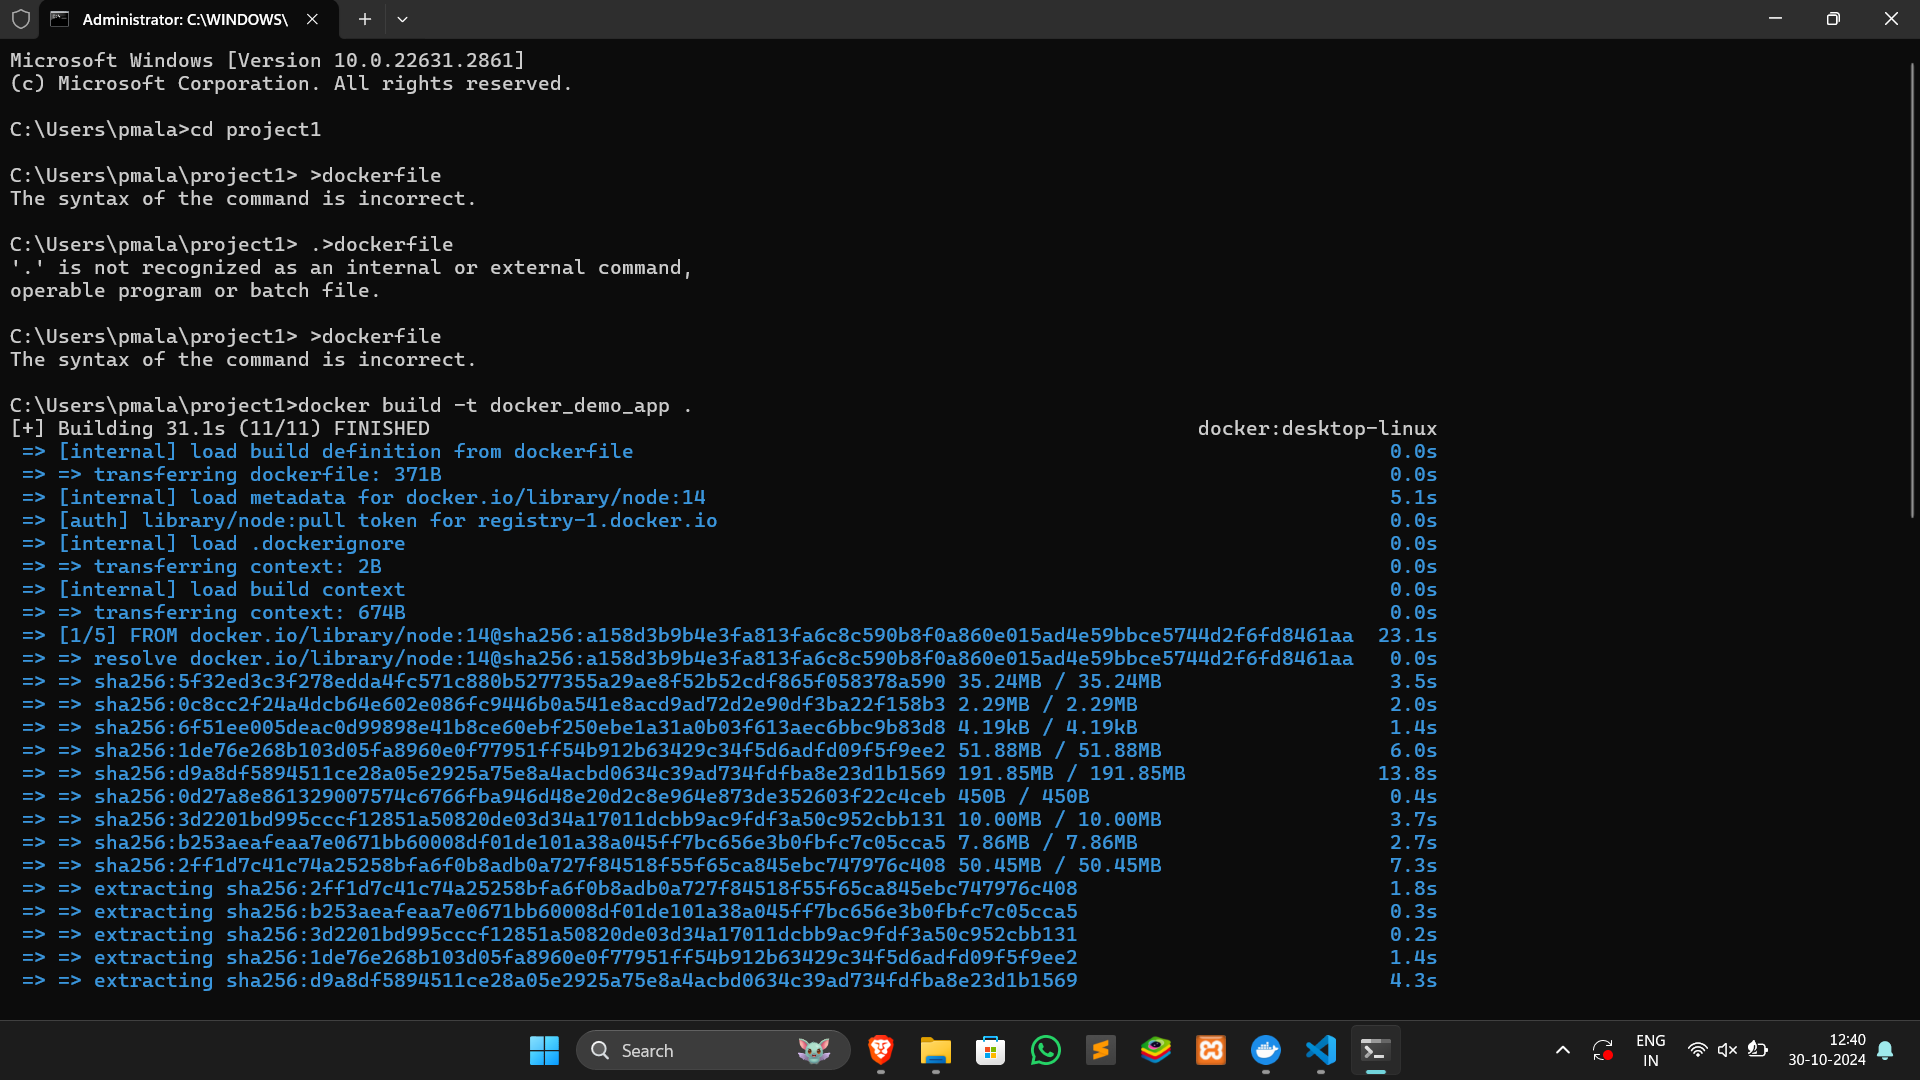 Administrator: C:\WINDOWS\
Microsoft Windows [Version 10.0.22631.2861]
(c) Microsoft Corporation. All rights reserved.
C:\Users\pmala>cd project1
C:\Users\pmala\project1> >dockerfile
The syntax of the command is incorrect.
C:\Users\pmala\project1> .>dockerfile
'.' is not recognized as an internal or external command,
operable program or batch file.
C:\Users\pmala\project1> >dockerfile
The syntax of the command is incorrect.
C:\Users\pmala\project1>docker build -t docker_demo_app .
[+] Building 31.1s (11/11) FINISHED docker:desktop-linux
=> [internal] load build definition from dockerfile 0.0s
=> => transferring dockerfile: 371B 0.0s
=> [internal] load metadata for docker.io/library/node:14 5.1s
=> [auth] library/node:pull token for registry-1.docker.io 0.0s
=> [internal] load .dockerignore 0.0s
=> => transferring context: 2B 0.0s
=> [internal] load build context 0.0s
=> => transferring context: 674B 0.0s
=> [1/5] FROM docker.io/library/node:14@sha256:a158d3b9b4e3fa813fa6c8c590b8f0a860e015ad4e59bbce5744d2f6fd8461aa 23.1s
=> => resolve docker.io/library/node:14@sha256:a158d3b9b4e3fa813fa6c8c590b8f0a860e015ad4e59bbce5744d2f6fd8461aa 0.0s
=> => sha256:5f32ed3c3f278edda4fc571c880b5277355a29ae8f52b52cdf865f058378a590 35.24MB / 35.24MB 3.5s
=> => sha256:0c8cc2f24a4dcb64e602e086fc9446b0a541e8acd9ad72d2e90df3ba22f158b3 2.29MB / 2.29MB 2.0s
=> => sha256:6f51ee005deac0d99898e41b8ce60ebf250ebe1a31a0b03f613aec6bbc9b83d8 4.19kB / 4.19kB 1.4s
=> => sha256:1de76e268b103d05fa8960e0f77951ff54b912b63429c34f5d6adfd09f5f9ee2 51.88MB / 51.88MB 6.0s
=> => sha256:d9a8df5894511ce28a05e2925a75e8a4acbd0634c39ad734fdfba8e23d1b1569 191.85MB / 191.85MB 13.8s
=> => sha256:0d27a8e861329007574c6766fba946d48e20d2c8e964e873de352603f22c4ceb 450B / 450B 0.4s
=> => sha256:3d2201bd995cccf12851a50820de03d34a17011dcbb9ac9fdf3a50c952cbb131 10.00MB / 10.00MB 3.7s
=> => sha256:b253aeafeaa7e0671bb60008df01de101a38a045ff7bc656e3b0fbfc7c05cca5 7.86MB / 7.86MB 2.7s
=> => sha256:2ff1d7c41c74a25258bfa6f0b8adb0a727f84518f55f65ca845ebc747976c408 50.45MB / 50.45MB 7.3s
=> => extracting sha256:2ff1d7c41c74a25258bfa6f0b8adb0a727f84518f55f65ca845ebc747976c408 1.8s
=> => extracting sha256:b253aeafeaa7e0671bb60008df01de101a38a045ff7bc656e3b0fbfc7c05cca5 0.3s
=> => extracting sha256:3d2201bd995cccf12851a50820de03d34a17011dcbb9ac9fdf3a50c952cbb131 0.2s
=> => extracting sha256:1de76e268b103d05fa8960e0f77951ff54b912b63429c34f5d6adfd09f5f9ee2 1.4s
=> => extracting sha256:d9a8df5894511ce28a05e2925a75e8a4acbd0634c39ad734fdfba8e23d1b1569 4.3s
Search
ENG
IN
12:40
30-10-2024